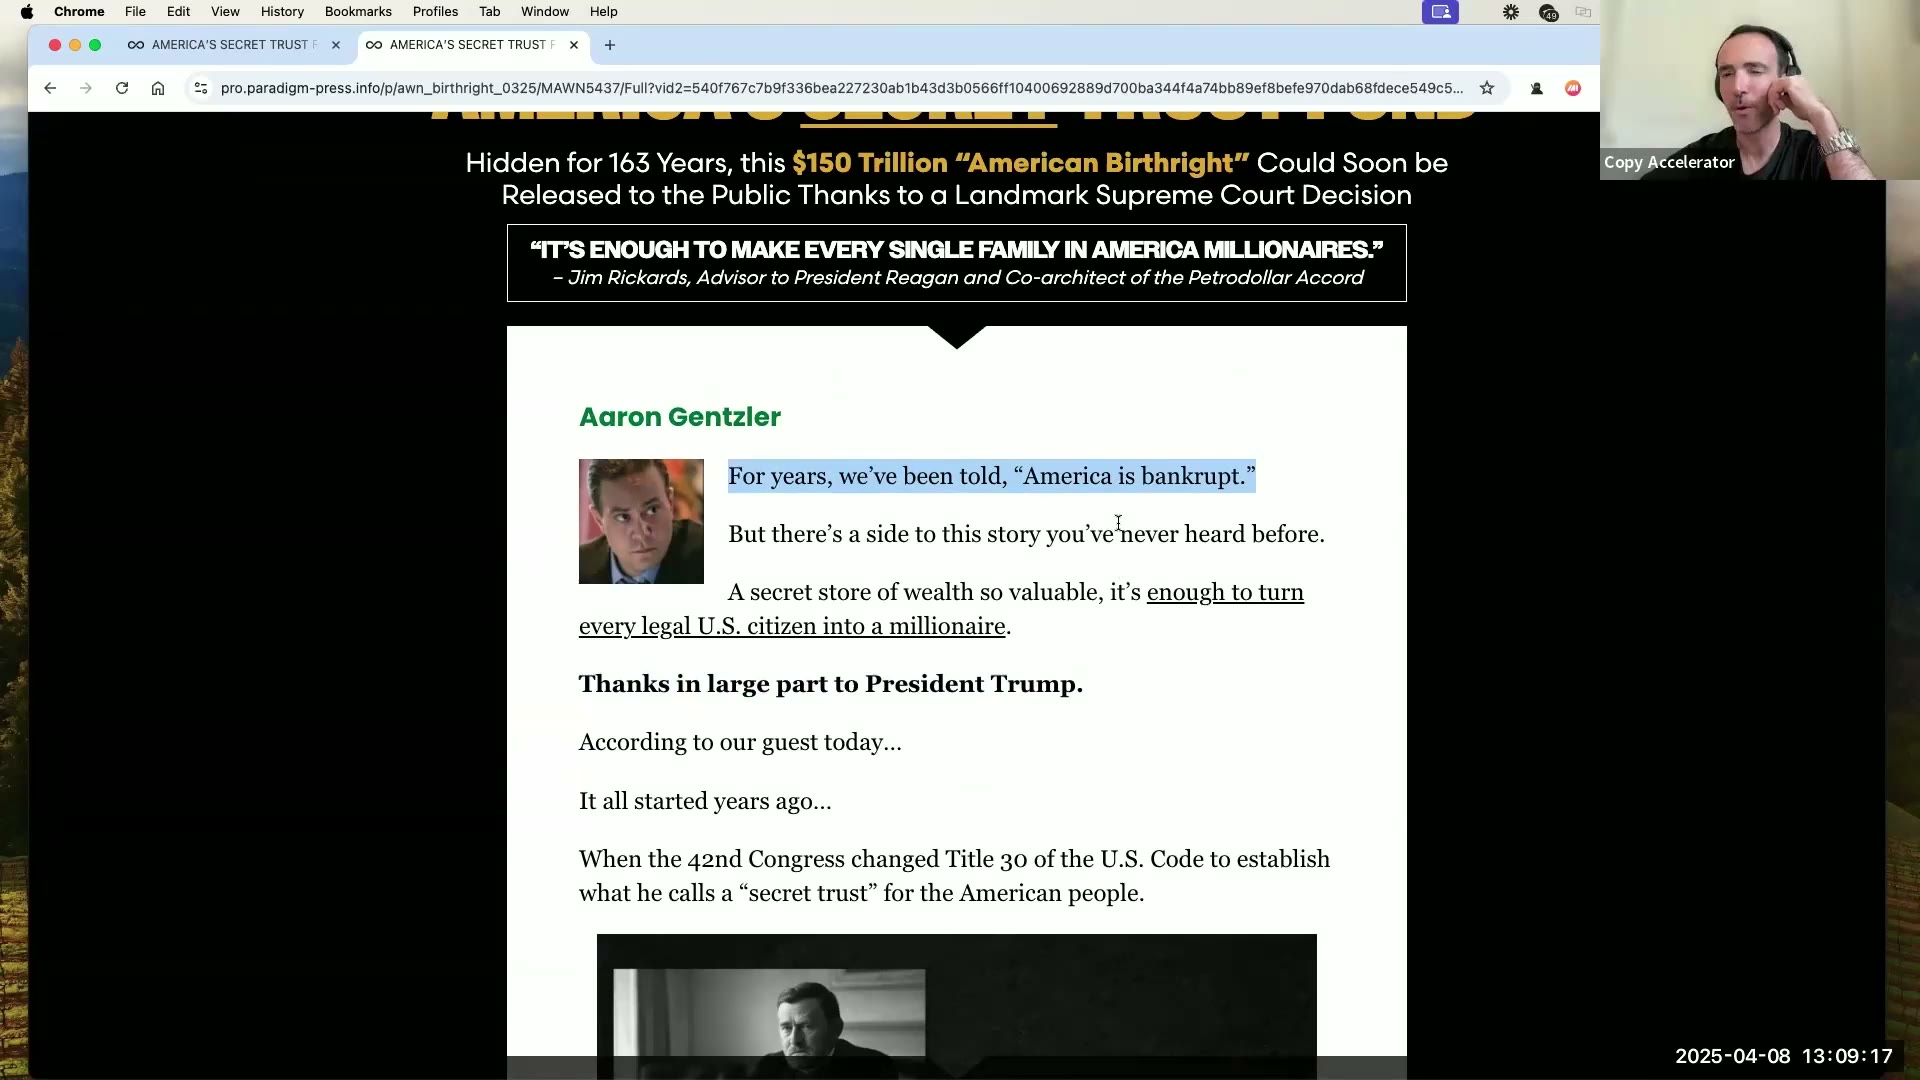 Chrome File Edit View History Bookmarks Profiles Tab Window Help
49
AMERICA'S SECRET TRUST F
AMERICA'S SECRET TRUST F
pro.paradigm-press.info/p/awn_birthright_0325/MAWN5437/Full?vid2=540f767c7b9f336bea227230ab1b43d3b0566ff10400692889d700ba344f4a74bb89ef8befe970dab68fdece549c5...
Copy Accelerator
AMERICA'S SECRET TRUST FUND
Hidden for 163 Years, this $150 Trillion “American Birthright” Could Soon be
Released to the Public Thanks to a Landmark Supreme Court Decision
“IT’S ENOUGH TO MAKE EVERY SINGLE FAMILY IN AMERICA MILLIONAIRES.”
– Jim Rickards, Advisor to President Reagan and Co-architect of the Petrodollar Accord
Aaron Gentzler
For years, we’ve been told, “America is bankrupt.”
But there’s a side to this story you’ve never heard before.
A secret store of wealth so valuable, it’s enough to turn
every legal U.S. citizen into a millionaire.
Thanks in large part to President Trump.
According to our guest today...
It all started years ago...
When the 42nd Congress changed Title 30 of the U.S. Code to establish
what he calls a “secret trust” for the American people.
2025-04-08 13:09:17